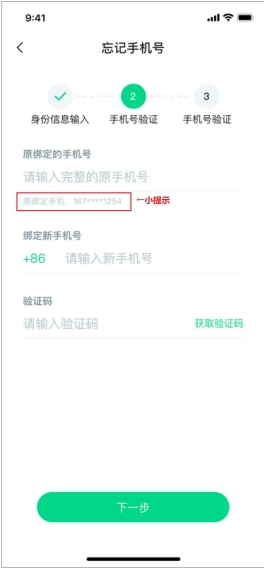 9:41
忘记手机号
2
3
身份信息输入
手机号验证
手机号验证
原绑定的手机号
请输入完整的原手机号
原绑定手机：187****1254
←小提示
绑定新手机号
+86
请输入新手机号
验证码
请输入验证码
获取验证码
下一步